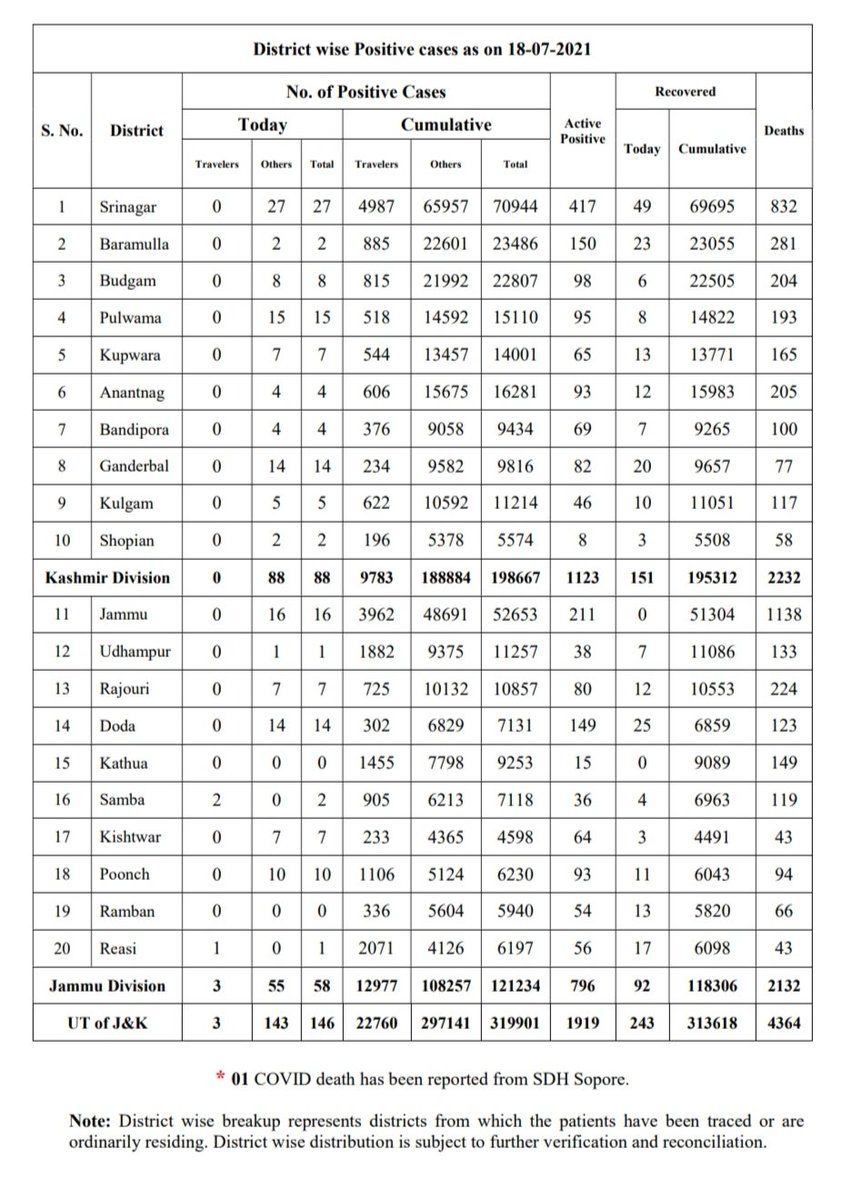 District wise Positive cases as on 18-07-2021
S. No. District No. of Positive Cases Active Positive Recovered Deaths
Today Cumulative Today Cumulative
Travelers Others Total Travelers Others Total
1 Srinagar 0 27 27 4987 65957 70944 417 49 69695 832
2 Baramulla 0 2 2 885 22601 23486 150 23 23055 281
3 Budgam 0 8 8 815 21992 22807 98 6 22505 204
4 Pulwama 0 15 15 518 14592 15110 95 8 14822 193
5 Kupwara 0 7 7 544 13457 14001 65 13 13771 165
6 Anantnag 0 4 4 606 15675 16281 93 12 15983 205
7 Bandipora 0 4 4 376 9058 9434 69 7 9265 100
8 Ganderbal 0 14 14 234 9582 9816 82 20 9657 77
9 Kulgam 0 5 5 622 10592 11214 46 10 11051 117
10 Shopian 0 2 2 196 5378 5574 8 3 5508 58
Kashmir Division 0 88 88 9783 188884 198667 1123 151 195312 2232
11 Jammu 0 16 16 3962 48691 52653 211 0 51304 1138
12 Udhampur 0 1 1 1882 9375 11257 38 7 11086 133
13 Rajouri 0 7 7 725 10132 10857 80 12 10553 224
14 Doda 0 14 14 302 6829 7131 149 25 6859 123
15 Kathua 0 0 0 1455 7798 9253 15 0 9089 149
16 Samba 2 0 2 905 6213 7118 36 4 6963 119
17 Kishtwar 0 7 7 233 4365 4598 64 3 4491 43
18 Poonch 0 10 10 1106 5124 6230 93 11 6043 94
19 Ramban 0 0 0 336 5604 5940 54 13 5820 66
20 Reasi 1 0 1 2071 4126 6197 56 17 6098 43
Jammu Division 3 55 58 12977 108257 121234 796 92 118306 2132
UT of J&K 3 143 146 22760 297141 319901 1919 243 313618 4364
* 01 COVID death has been reported from SDH Sopore.
Note: District wise breakup represents districts from which the patients have been traced or are
ordinarily residing. District wise distribution is subject to further verification and reconciliation.